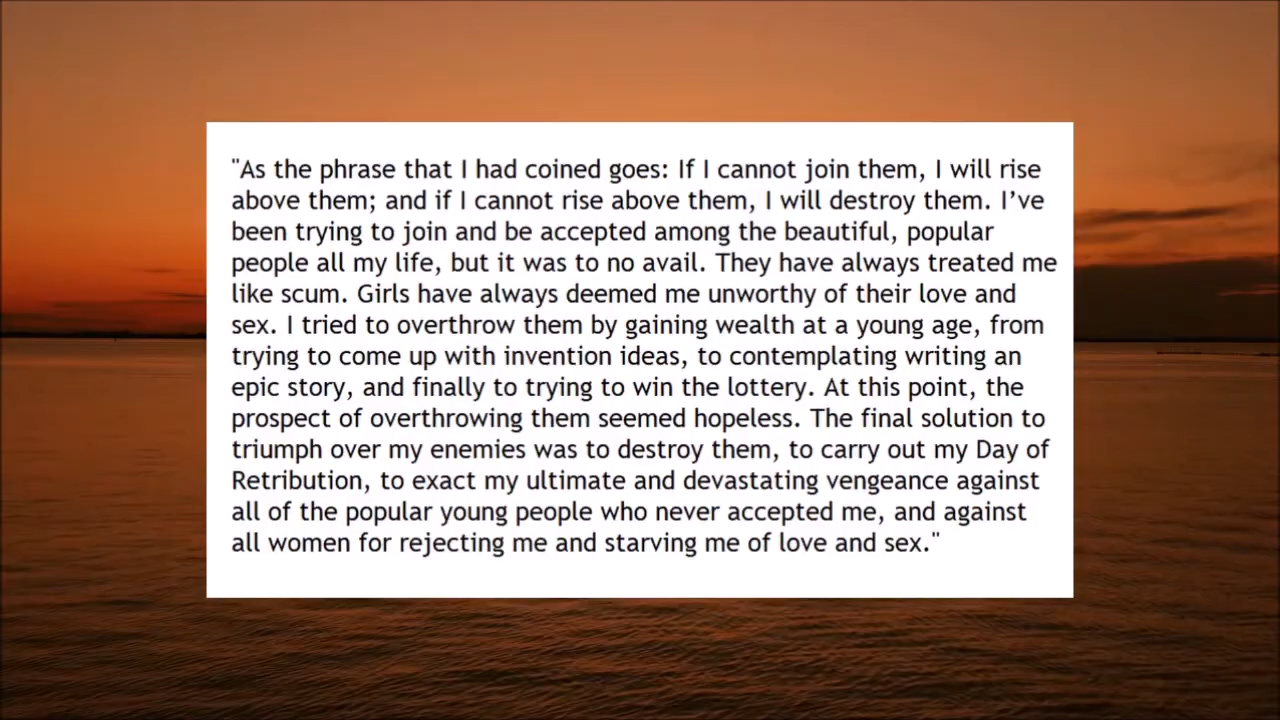 "As the phrase that I had coined goes: If I cannot join them, I will rise
above them; and if I cannot rise above them, I will destroy them. I’ve
been trying to join and be accepted among the beautiful, popular
people all my life, but it was to no avail. They have always treated me
like scum. Girls have always deemed me unworthy of their love and
sex. I tried to overthrow them by gaining wealth at a young age, from
trying to come up with invention ideas, to contemplating writing an
epic story, and finally to trying to win the lottery. At this point, the
prospect of overthrowing them seemed hopeless. The final solution to
triumph over my enemies was to destroy them, to carry out my Day of
Retribution, to exact my ultimate and devastating vengeance against
all of the popular young people who never accepted me, and against
all women for rejecting me and starving me of love and sex."